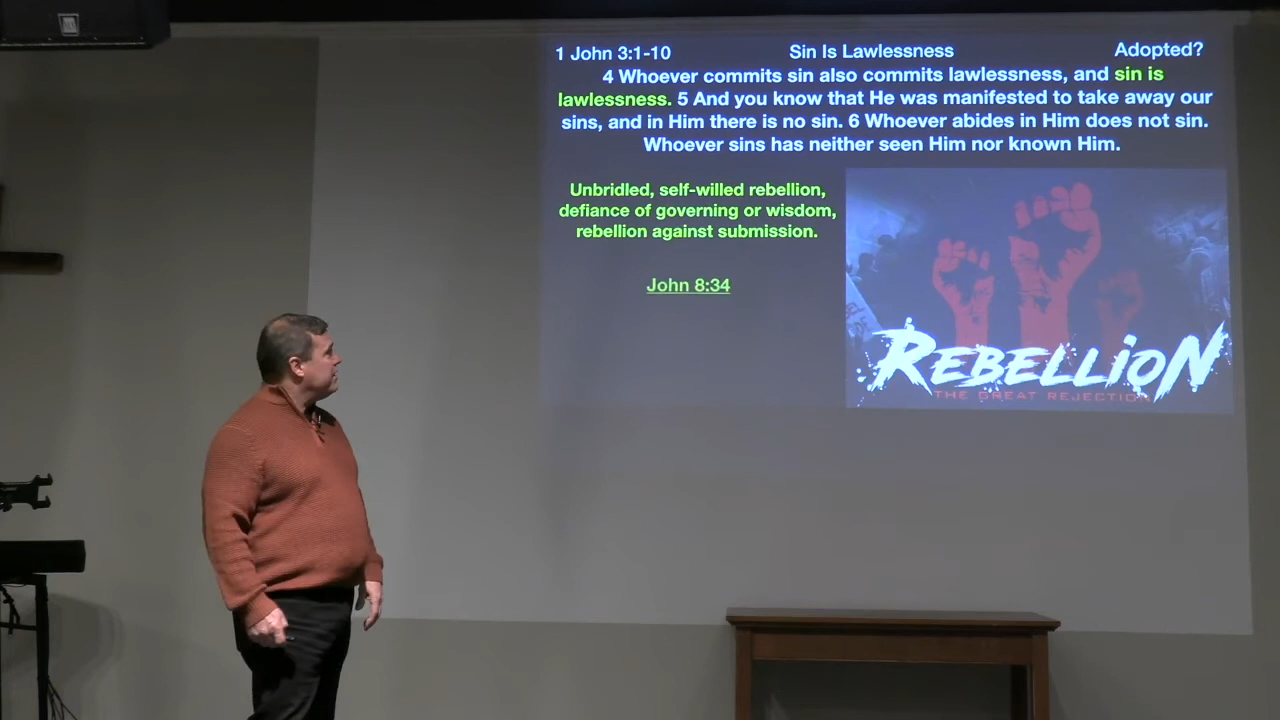 1 John 3:1-10 Sin Is Lawlessness Adopted?
4 Whoever commits sin also commits lawlessness, and sin is
lawlessness. 5 And you know that He was manifested to take away our
sins, and in Him there is no sin. 6 Whoever abides in Him does not sin.
Whoever sins has neither seen Him nor known Him.
Unbridled, self-willed rebellion,
defiance of governing or wisdom,
rebellion against submission.
John 8:34
REBELLiON
THE GREAT REJECTION